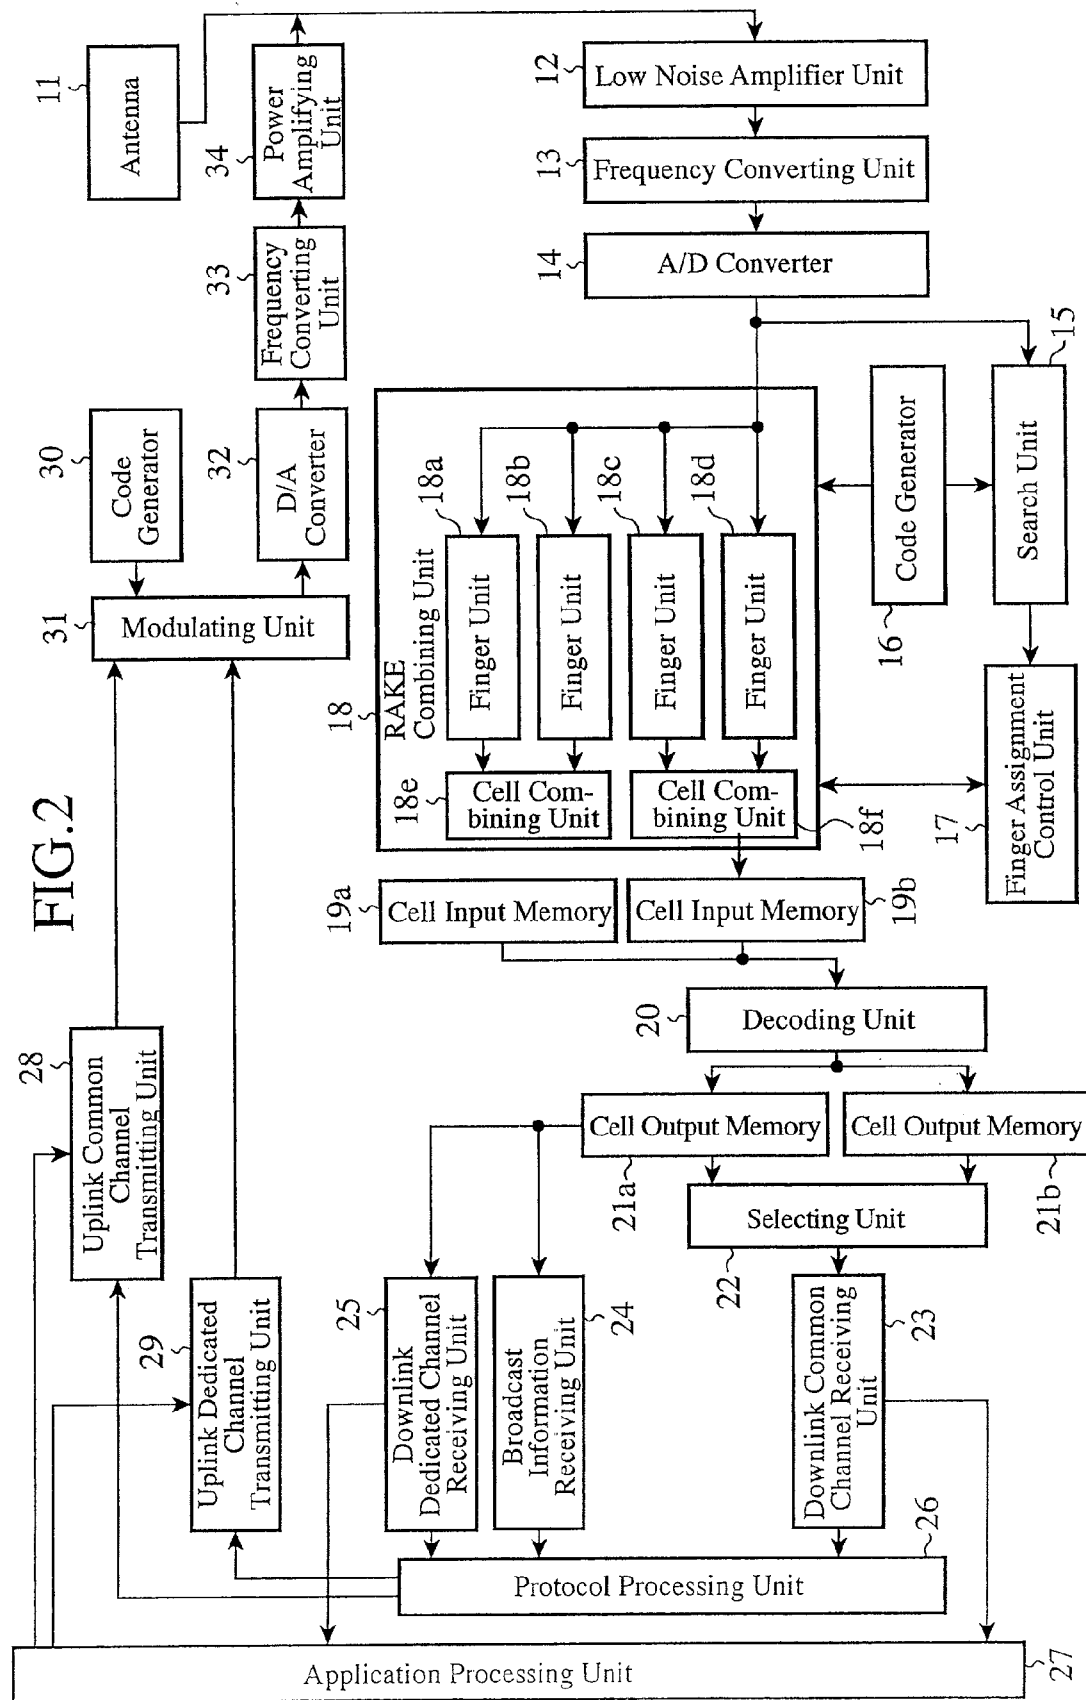 FIG.2
11
Antenna
34
Power
Amplifying
Unit
33
Frequency
Converting
Unit
32
D/A
Converter
30
Code
Generator
31
Modulating Unit
12
Low Noise Amplifier Unit
13
Frequency Converting Unit
14
A/D Converter
15
Search Unit
16
Code Generator
17
Finger Assignment
Control Unit
18
RAKE
Combining Unit
18a
Finger Unit
18b
Finger Unit
18c
Finger Unit
18d
Finger Unit
18e
Cell Com-
bining Unit
Cell Com-
bining Unit
18f
19a
Cell Input Memory
Cell Input Memory
19b
20
Decoding Unit
Cell Output Memory
21a
Cell Output Memory
21b
Selecting Unit
22
28
Uplink Common
Channel
Transmitting Unit
29
Uplink Dedicated
Channel
Transmitting Unit
25
Downlink
Dedicated Channel
Receiving Unit
24
Broadcast
Information
Receiving Unit
23
Downlink Common
Channel Receiving
Unit
26
Protocol Processing Unit
27
Application Processing Unit